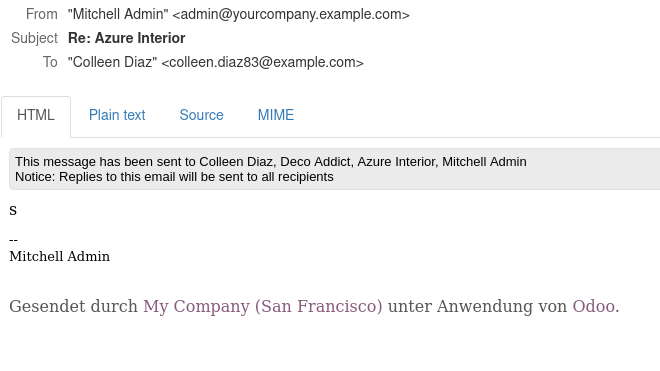 From "Mitchell Admin" <admin@yourcompany.example.com>
Subject Re: Azure Interior
To "Colleen Diaz" <colleen.diaz83@example.com>
HTML Plain text Source MIME
This message has been sent to Colleen Diaz, Deco Addict, Azure Interior, Mitchell Admin
Notice: Replies to this email will be sent to all recipients
s
--
Mitchell Admin
Gesendet durch My Company (San Francisco) unter Anwendung von Odoo.